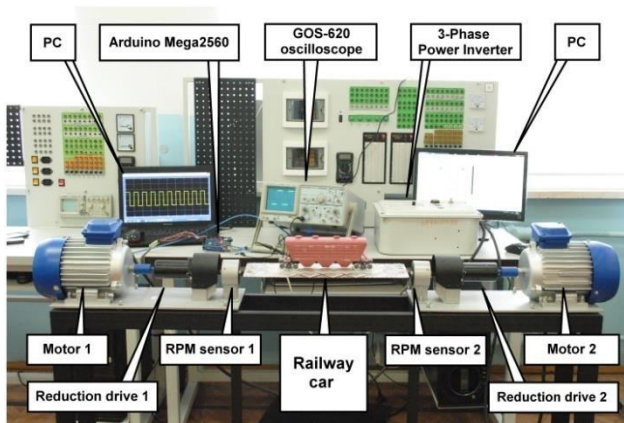 PC
Arduino Mega2560
GOS-620
oscilloscope
3-Phase
Power Inverter
PC
Motor 1
RPM sensor 1
Railway
car
RPM sensor 2
Motor 2
Reduction drive 1
Reduction drive 2